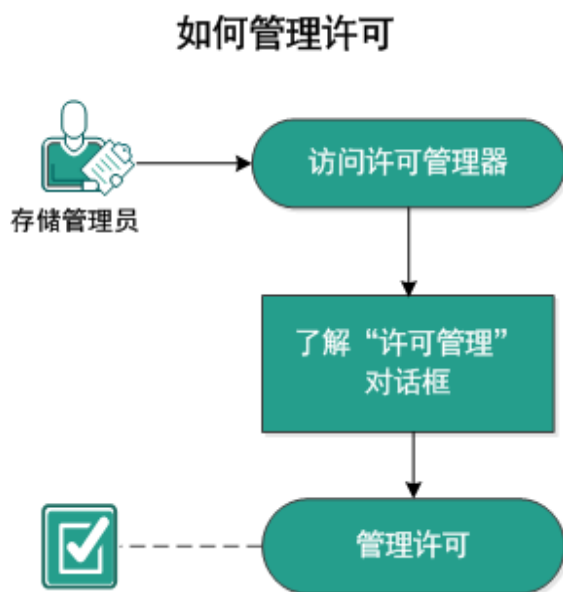 如何管理许可
访问许可管理器
存储管理员
了解“许可管理”
对话框
管理许可